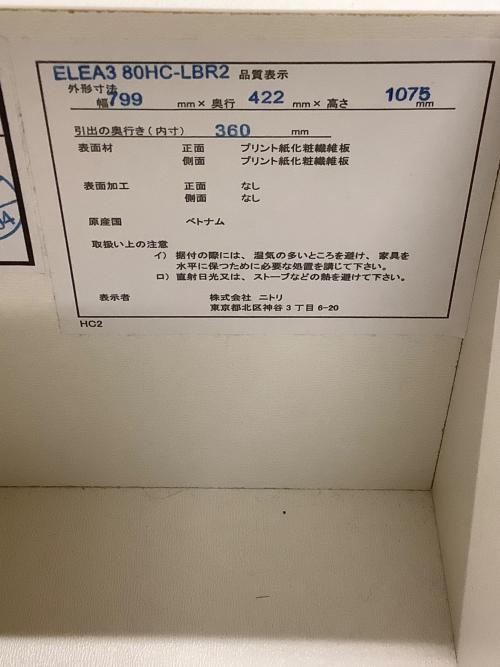 ELEA3 80HC-LBR2 品質表示
外形寸法
幅799 mm× 奥行 422 mm× 高さ 1075 mm
引出の奥行き(内寸) 360 mm
表面材 正面 プリント紙化粧繊維板
側面 プリント紙化粧繊維板
表面加工 正面 なし
側面 なし
原産国 ベトナム
取扱い上の注意
イ) 据付の際には、湿気の多いところを避け、家具を
水平に保つために必要な処置を講じて下さい。
ロ) 直射日光又は、ストーブなどの熱を避けて下さい。
表示者 株式会社 ニトリ
東京都北区神谷3丁目6-20
HC2